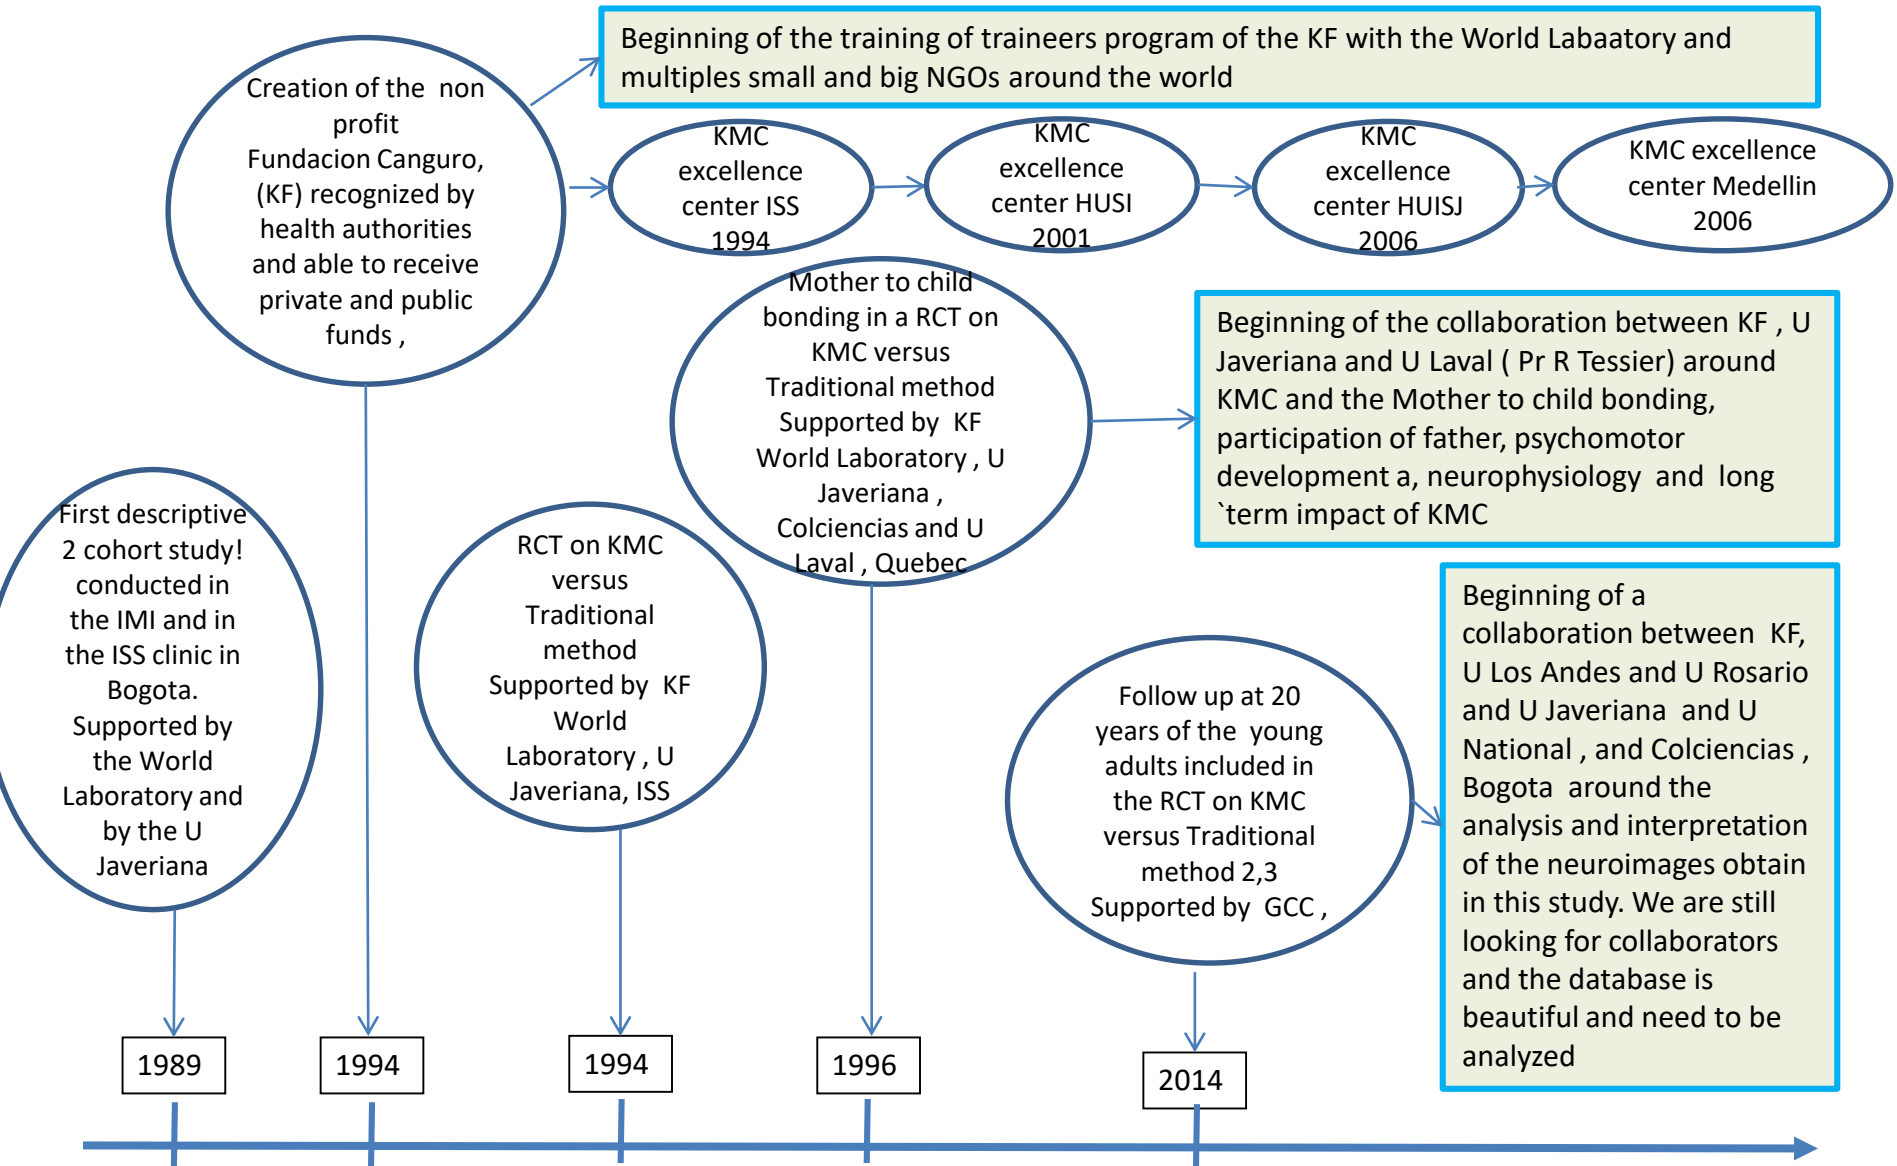 Beginning of the training of traineers program of the KF with the World Labaatory and
multiples small and big NGOs around the world
Creation of the non
profit
Fundacion Canguro,
(KF) recognized by
health authorities
and able to receive
private and public
funds ,
KMC
excellence
center ISS
1994
KMC
excellence
center HUSI
2001
KMC
excellence
center HUISJ
2006
KMC excellence
center Medellin
2006
Mother to child
bonding in a RCT on
KMC versus
Traditional method
Supported by KF
World Laboratory , U
Javeriana ,
Colciencias and U
Laval , Quebec
Beginning of the collaboration between KF , U
Javeriana and U Laval ( Pr R Tessier) around
KMC and the Mother to child bonding,
participation of father, psychomotor
development a, neurophysiology and long
`term impact of KMC
First descriptive
2 cohort study!
conducted in
the IMI and in
the ISS clinic in
Bogota.
Supported by
the World
Laboratory and
by the U
Javeriana
RCT on KMC
versus
Traditional
method
Supported by KF
World
Laboratory , U
Javeriana, ISS
Follow up at 20
years of the young
adults included in
the RCT on KMC
versus Traditional
method 2,3
Supported by GCC ,
Beginning of a
collaboration between KF,
U Los Andes and U Rosario
and U Javeriana and U
National , and Colciencias ,
Bogota around the
analysis and interpretation
of the neuroimages obtain
in this study. We are still
looking for collaborators
and the database is
beautiful and need to be
analyzed
1989
1994
1994
1996
2014